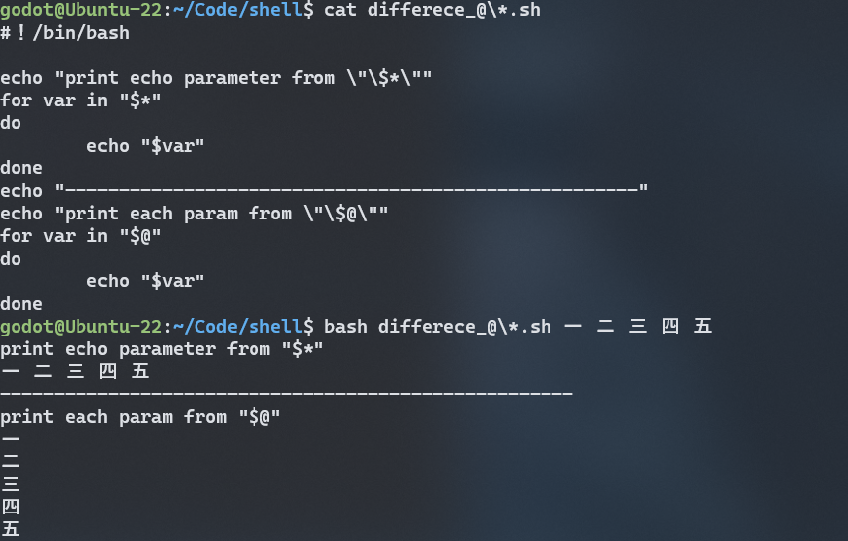 godot@Ubuntu-22:~/Code/shell$ cat differece_@\*.sh
#！/bin/bash
echo "print echo parameter from \"\$*\""
for var in "$*"
do
echo "$var"
done
echo "-----------------------------------------------------"
echo "print each param from \"\$@\""
for var in "$@"
do
echo "$var"
done
godot@Ubuntu-22:~/Code/shell$ bash differece_@\*.sh 一 二 三 四 五
print echo parameter from "$*"
一 二 三 四 五
-----------------------------------------------------
print each param from "$@"
一
二
三
四
五